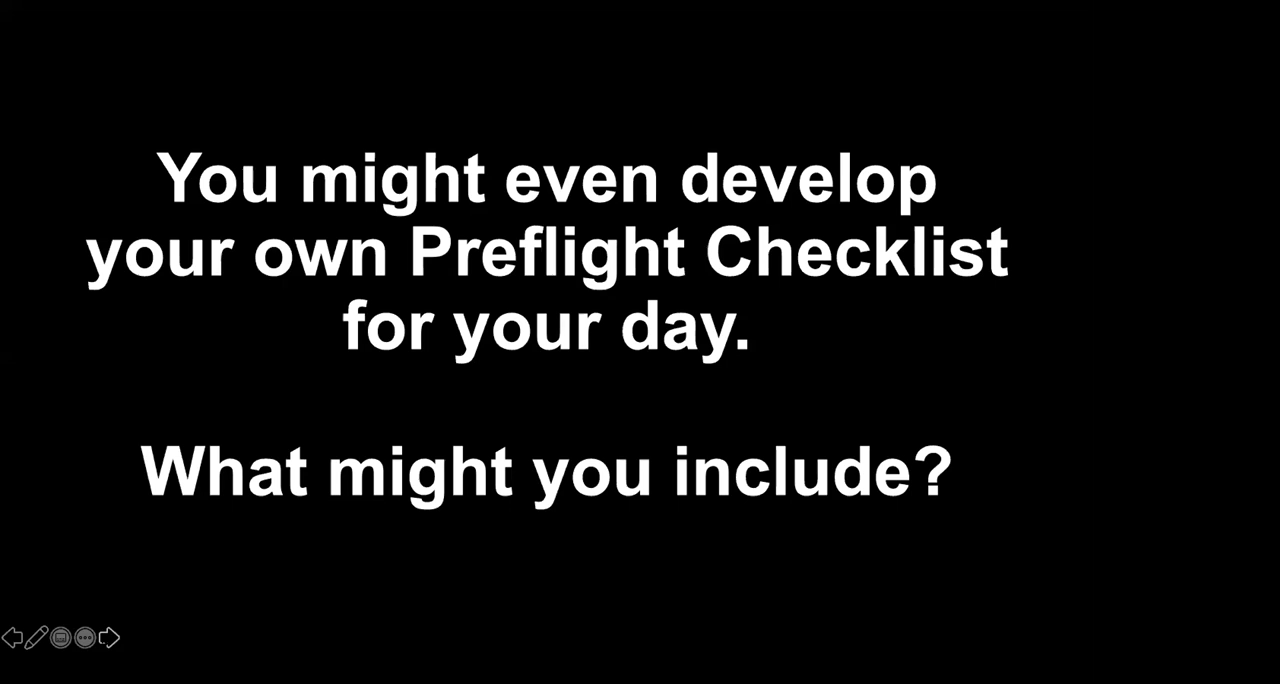 You might even develop
your own Preflight Checklist
for your day.
What might you include?